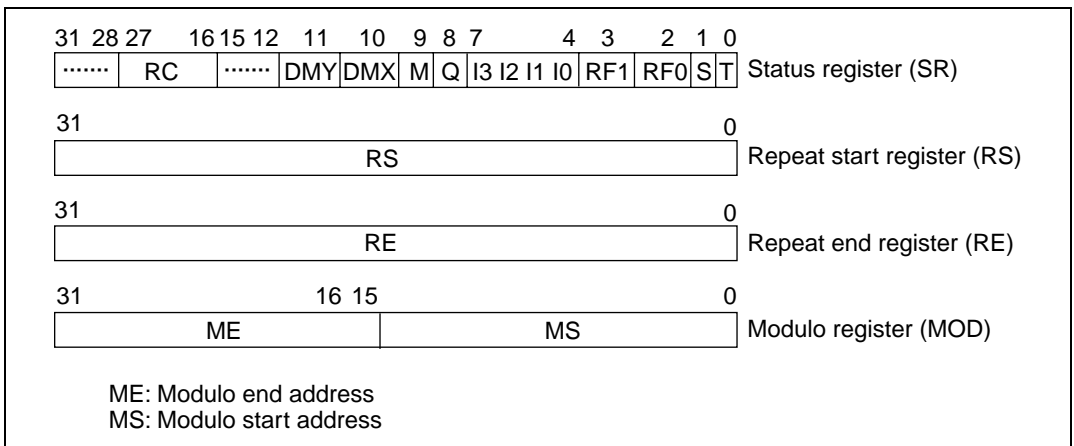 31 28 27 16 15 12 11 10 9 8 7 4 3 2 1 0
······· RC ······· DMY DMX M Q I3 I2 I1 I0 RF1 RF0 S T Status register (SR)
31 0
RS Repeat start register (RS)
31 0
RE Repeat end register (RE)
31 16 15 0
ME MS Modulo register (MOD)
ME: Modulo end address
MS: Modulo start address